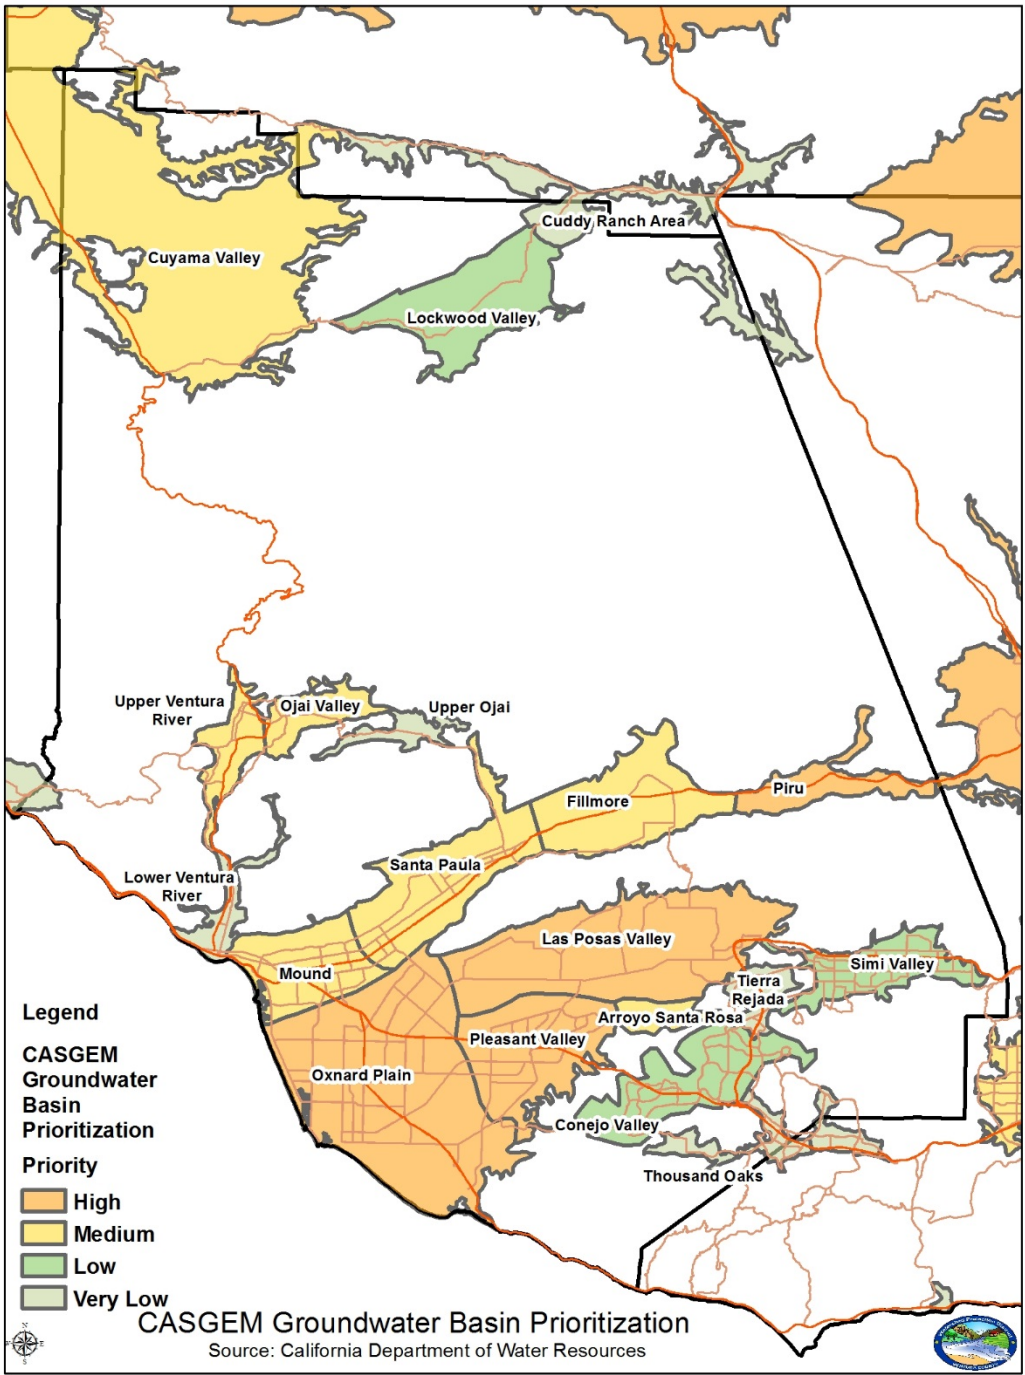 Cuddy Ranch Area
Cuyama Valley
Lockwood Valley
Upper Ventura
River
Ojai Valley
Upper Ojai
Piru
Fillmore
Santa Paula
Lower Ventura
River
Las Posas Valley
Simi Valley
Mound
Tierra
Rejada
Arroyo Santa Rosa
Pleasant Valley
Oxnard Plain
Conejo Valley
Thousand Oaks
Legend
CASGEM
Groundwater
Basin
Prioritization
Priority
High
Medium
Low
Very Low
CASGEM Groundwater Basin Prioritization
Source: California Department of Water Resources
N
E
S